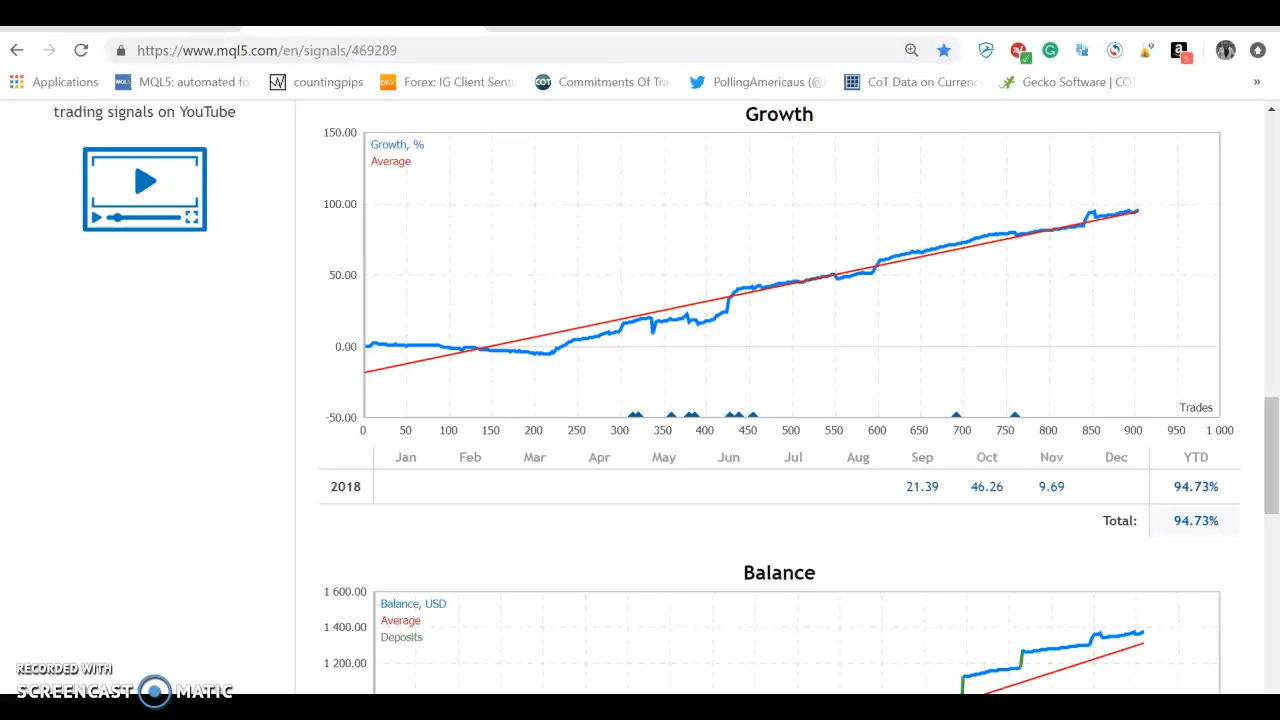 https://www.mql5.com/en/signals/469289
5
Applications MQL5: automated fo countingpips Forex: IG Client Senti Commitments Of Tra PollingAmericaus (@ CoT Data on Currenc Gecko Software | CO »
trading signals on YouTube
Growth
150.00
Growth, %
Average
100.00
50.00
0.00
-50.00
Trades
0 50 100 150 200 250 300 350 400 450 500 550 600 650 700 750 800 850 900 950 1 000
Jan Feb Mar Apr May Jun Jul Aug Sep Oct Nov Dec YTD
2018 21.39 46.26 9.69 94.73%
Total: 94.73%
Balance
1 600.00
Balance, USD
Average
1 400.00
Deposits
1 200.00
RECORDED WITH
SCREENCAST MATIC